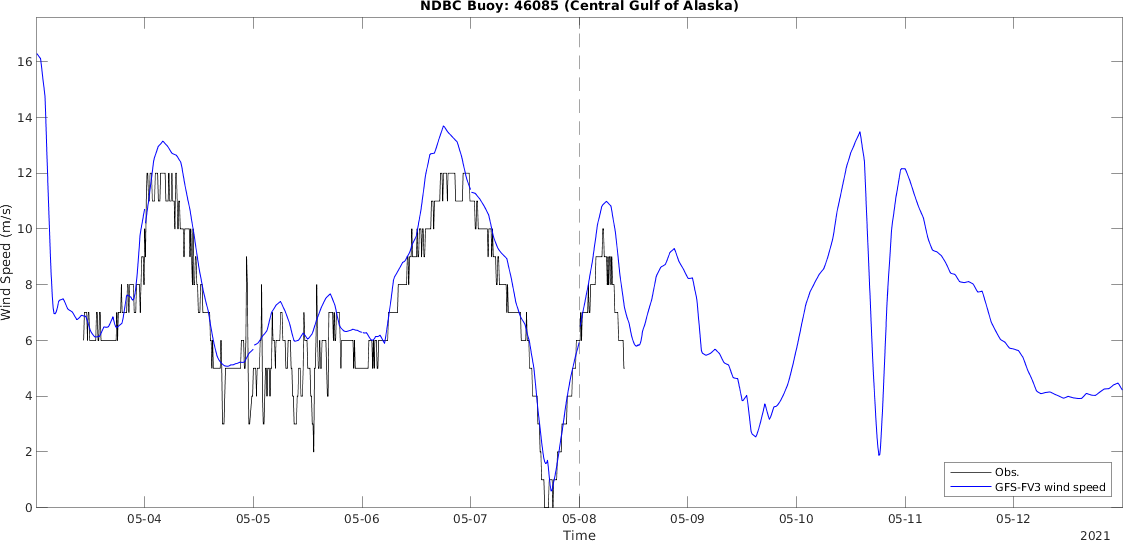 NDBC Buoy: 46085 (Central Gulf of Alaska)
Wind Speed (m/s)
16
14
12
10
8
6
4
2
0
05-04 05-05 05-06 05-07 05-08 05-09 05-10 05-11 05-12
Time
2021
Obs.
GFS-FV3 wind speed